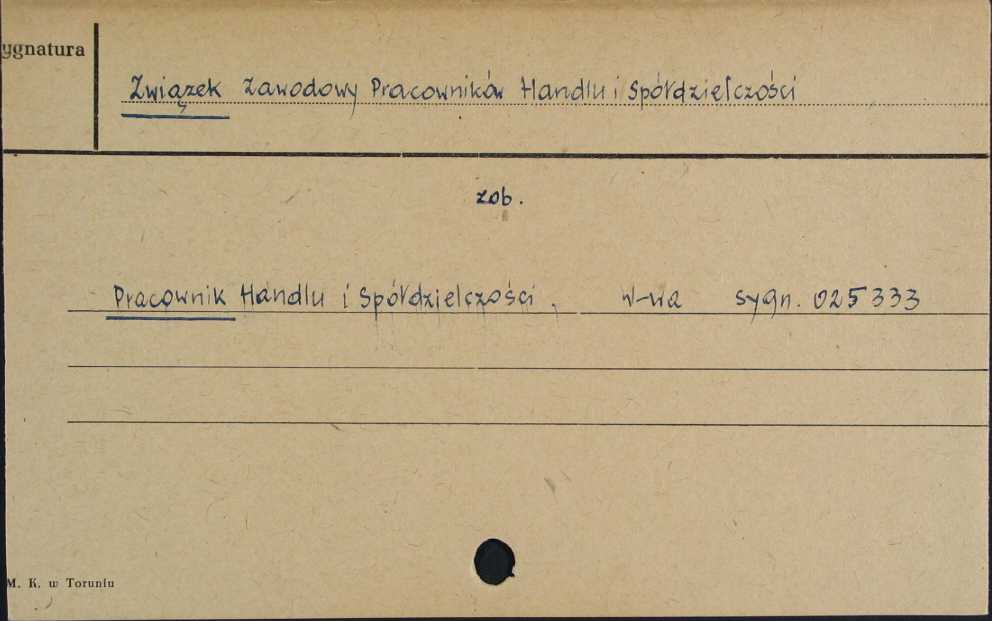 ygnatura
Związek Zawodowy Pracowników Handlu i Spółdzielczości
zob.
Pracownik Handlu i Spółdzielczości, W-wa sygn. 025333
M. K. w Toruniu